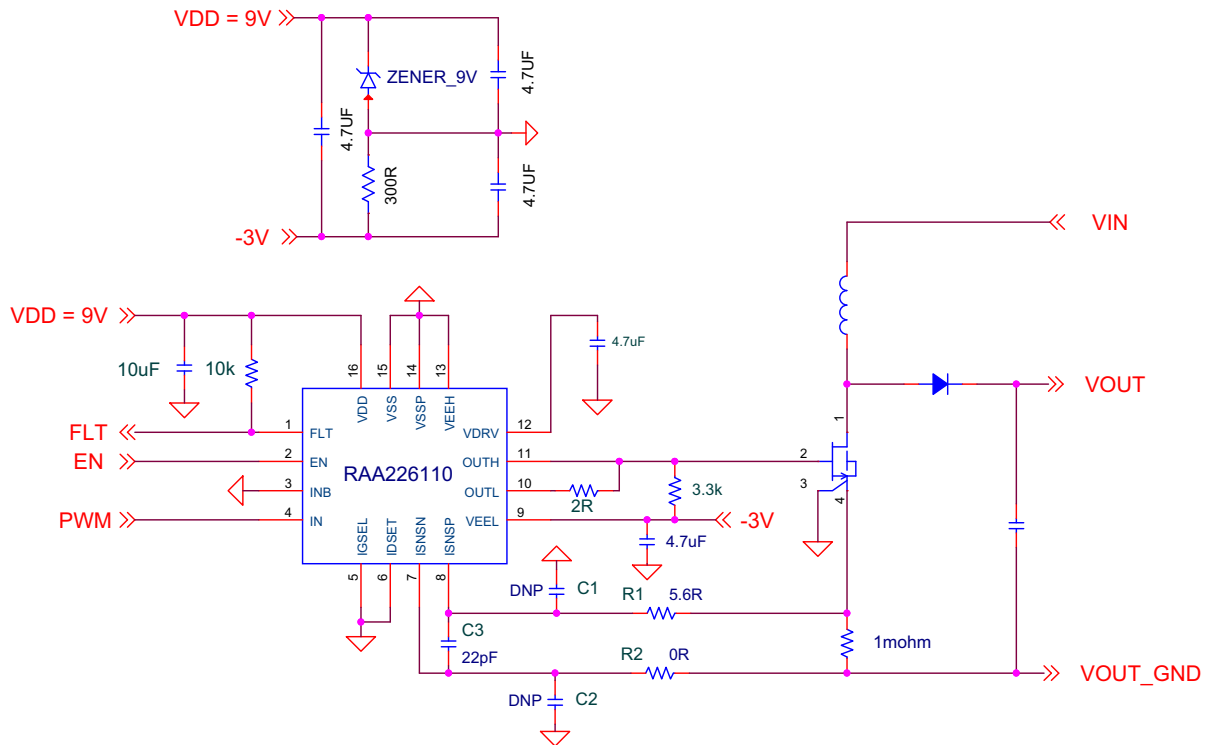 VDD = 9V
ZENER_9V
4.7UF
4.7UF
300R
4.7UF
-3V
VIN
VDD = 9V
10uF
10k
4.7uF
VOUT
16
15
14
13
VDD
VSS
VSSP
VEEH
FLT
1
FLT
VDRV
12
EN
2
EN
OUTH
11
RAA226110
3
INB
OUTL
10
2R
3.3k
PWM
4
IN
VEEL
9
-3V
4.7uF
IGSEL
IDSET
ISNSN
ISNSP
5
6
7
8
1
2
3
4
DNP
C1
R1
5.6R
C3
22pF
1mohm
R2
0R
DNP
C2
VOUT_GND